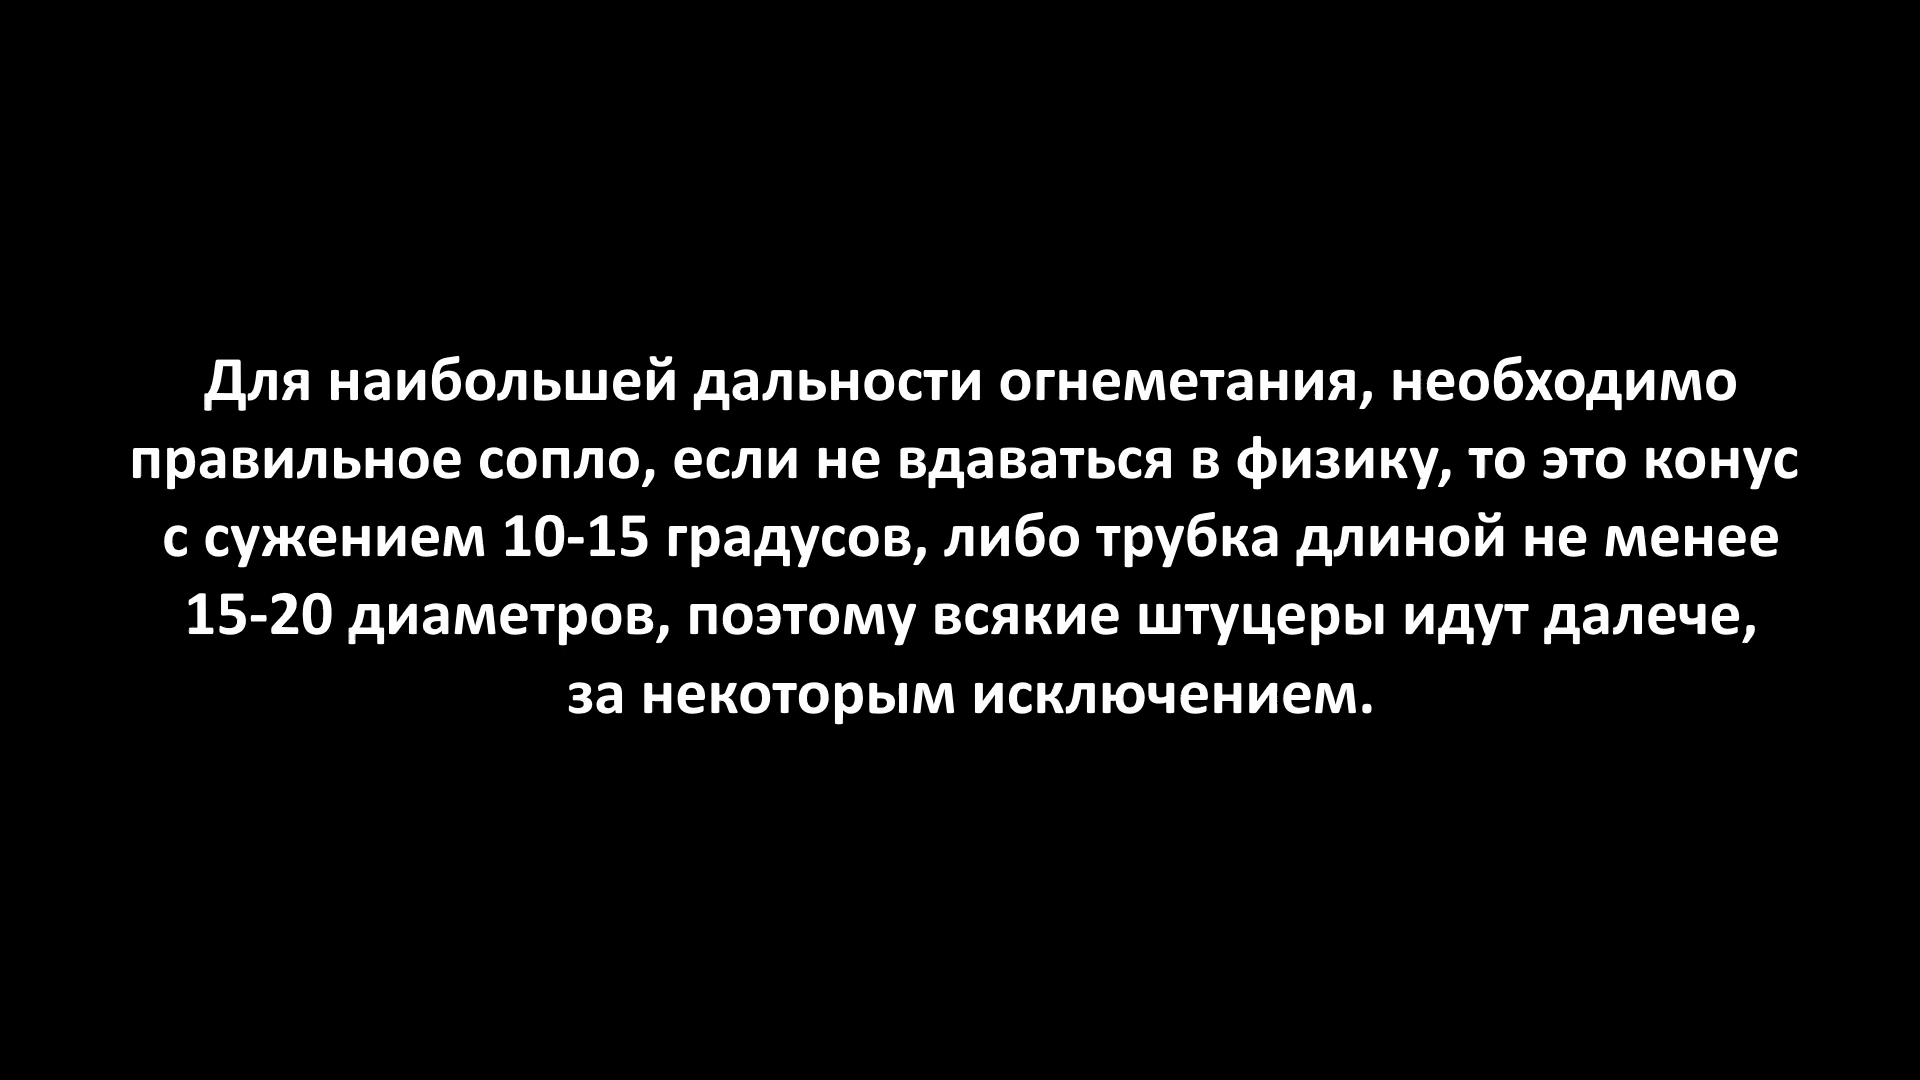 Для наибольшей дальности огнеметания, необходимо
правильное сопло, если не вдаваться в физику, то это конус
с сужением 10-15 градусов, либо трубка длиной не менее
15-20 диаметров, поэтому всякие штуцеры идут далече,
за некоторым исключением.